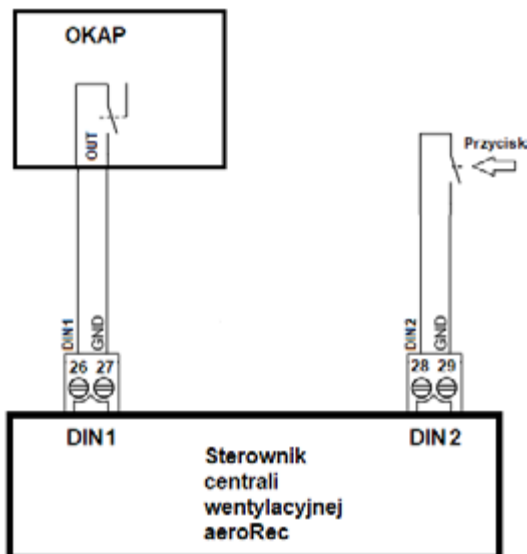 OKAP
OUT
Przycisk
DIN1
GND
DIN2
GND
26 27
28 29
DIN1
DIN2
Sterownik
centrali
wentylacyjnej
aeroRec